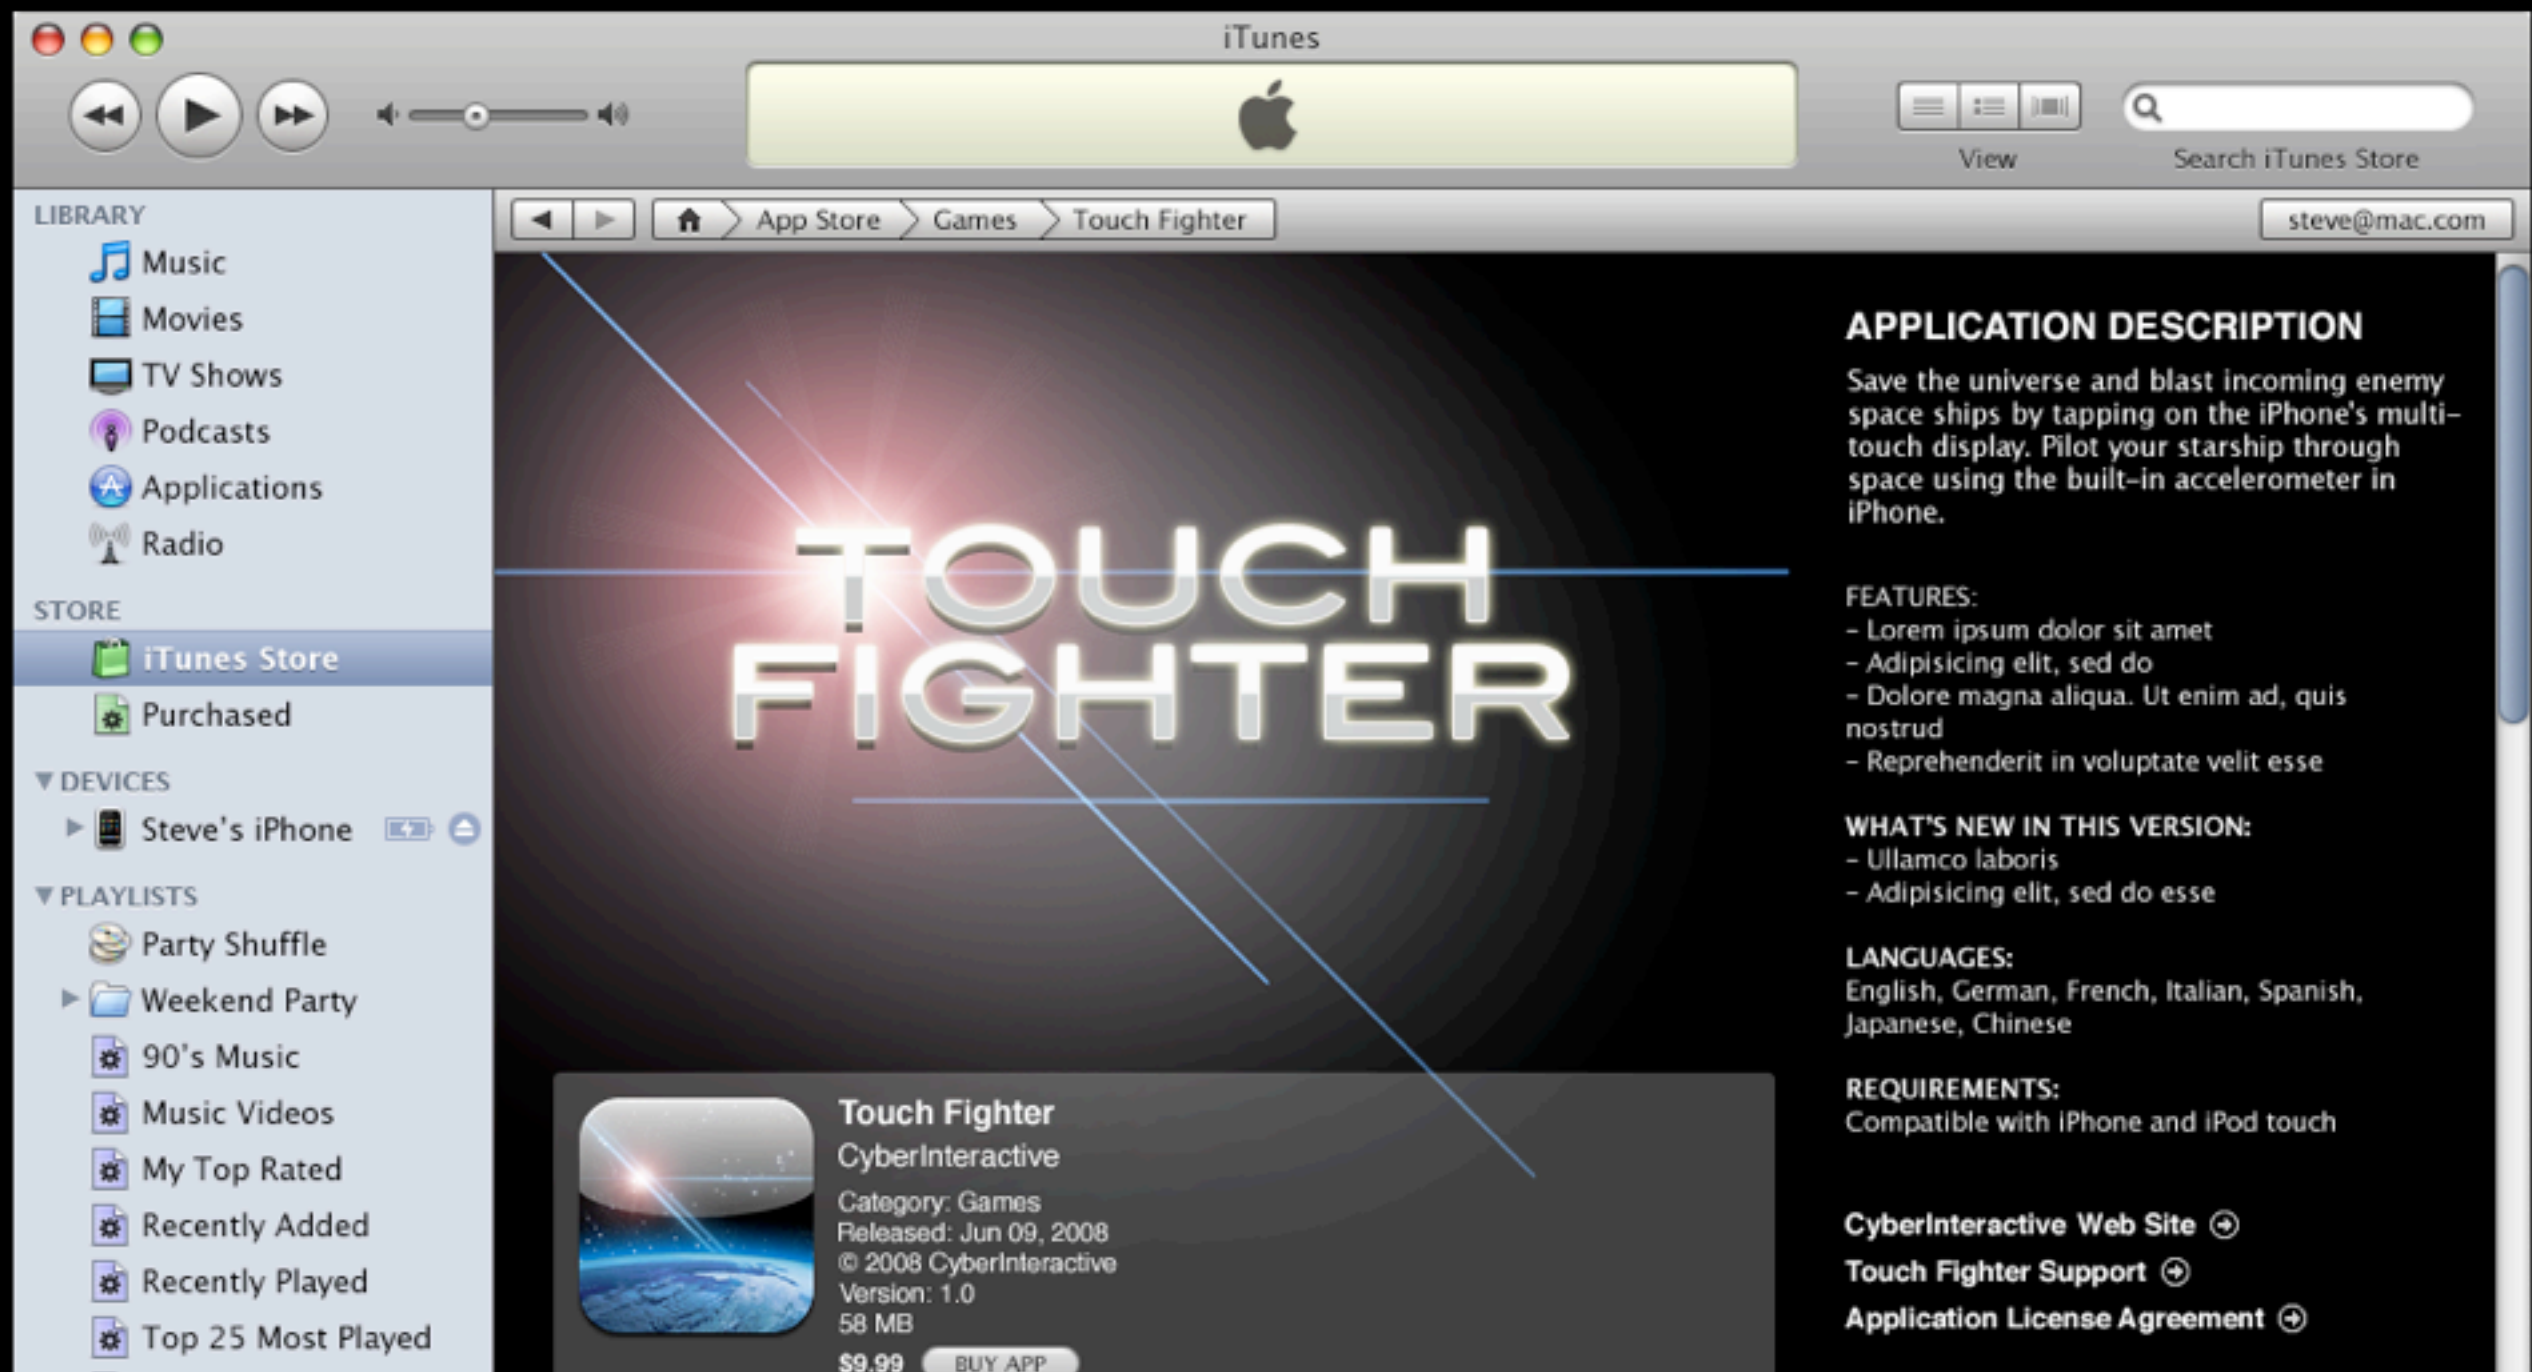 iTunes
View
Search iTunes Store
LIBRARY
Music
Movies
TV Shows
Podcasts
Applications
Radio
STORE
iTunes Store
Purchased
DEVICES
Steve's iPhone
PLAYLISTS
Party Shuffle
Weekend Party
90's Music
Music Videos
My Top Rated
Recently Added
Recently Played
Top 25 Most Played
App Store
Games
Touch Fighter
steve@mac.com
TOUCH
FIGHTER
Touch Fighter
CyberInteractive
Category: Games
Released: Jun 09, 2008
© 2008 CyberInteractive
Version: 1.0
58 MB
$9.99 BUY APP
APPLICATION DESCRIPTION
Save the universe and blast incoming enemy
space ships by tapping on the iPhone's multi-
touch display. Pilot your starship through
space using the built-in accelerometer in
iPhone.
FEATURES:
- Lorem ipsum dolor sit amet
- Adipisicing elit, sed do
- Dolore magna aliqua. Ut enim ad, quis
nostrud
- Reprehenderit in voluptate velit esse
WHAT'S NEW IN THIS VERSION:
- Ullamco laboris
- Adipisicing elit, sed do esse
LANGUAGES:
English, German, French, Italian, Spanish,
Japanese, Chinese
REQUIREMENTS:
Compatible with iPhone and iPod touch
CyberInteractive Web Site
Touch Fighter Support
Application License Agreement